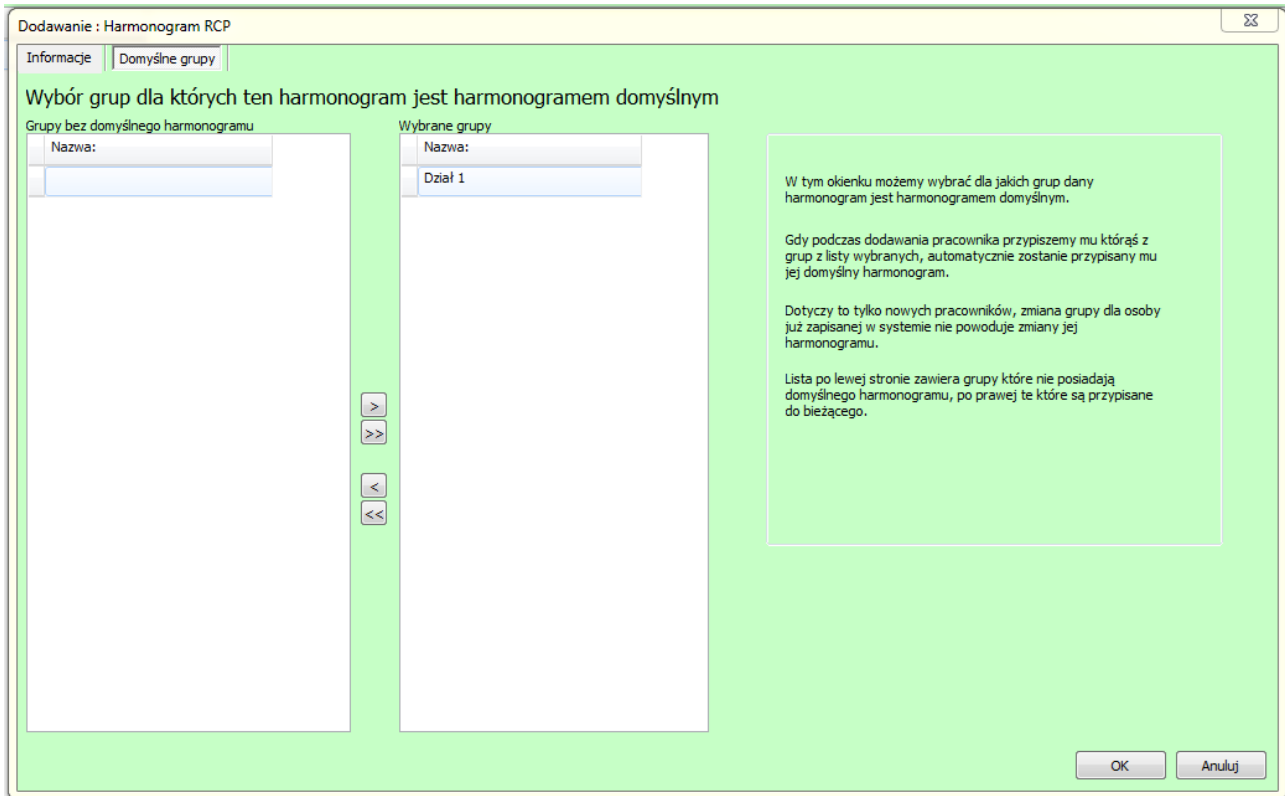 Dodawanie : Harmonogram RCP
Informacje
Domyślne grupy
Wybór grup dla których ten harmonogram jest harmonogramem domyślnym
Grupy bez domyślnego harmonogramu
Nazwa:
Wybrane grupy
Nazwa:
Dział 1
>
>>
<
<<
W tym okienku możemy wybrać dla jakich grup dany
harmonogram jest harmonogramem domyślnym.
Gdy podczas dodawania pracownika przypiszemy mu którąś z
grup z listy wybranych, automatycznie zostanie przypisany mu
jej domyślny harmonogram.
Dotyczy to tylko nowych pracowników, zmiana grupy dla osoby
już zapisanej w systemie nie powoduje zmiany jej
harmonogramu.
Lista po lewej stronie zawiera grupy które nie posiadają
domyślnego harmonogramu, po prawej te które są przypisane
do bieżącego.
OK
Anuluj